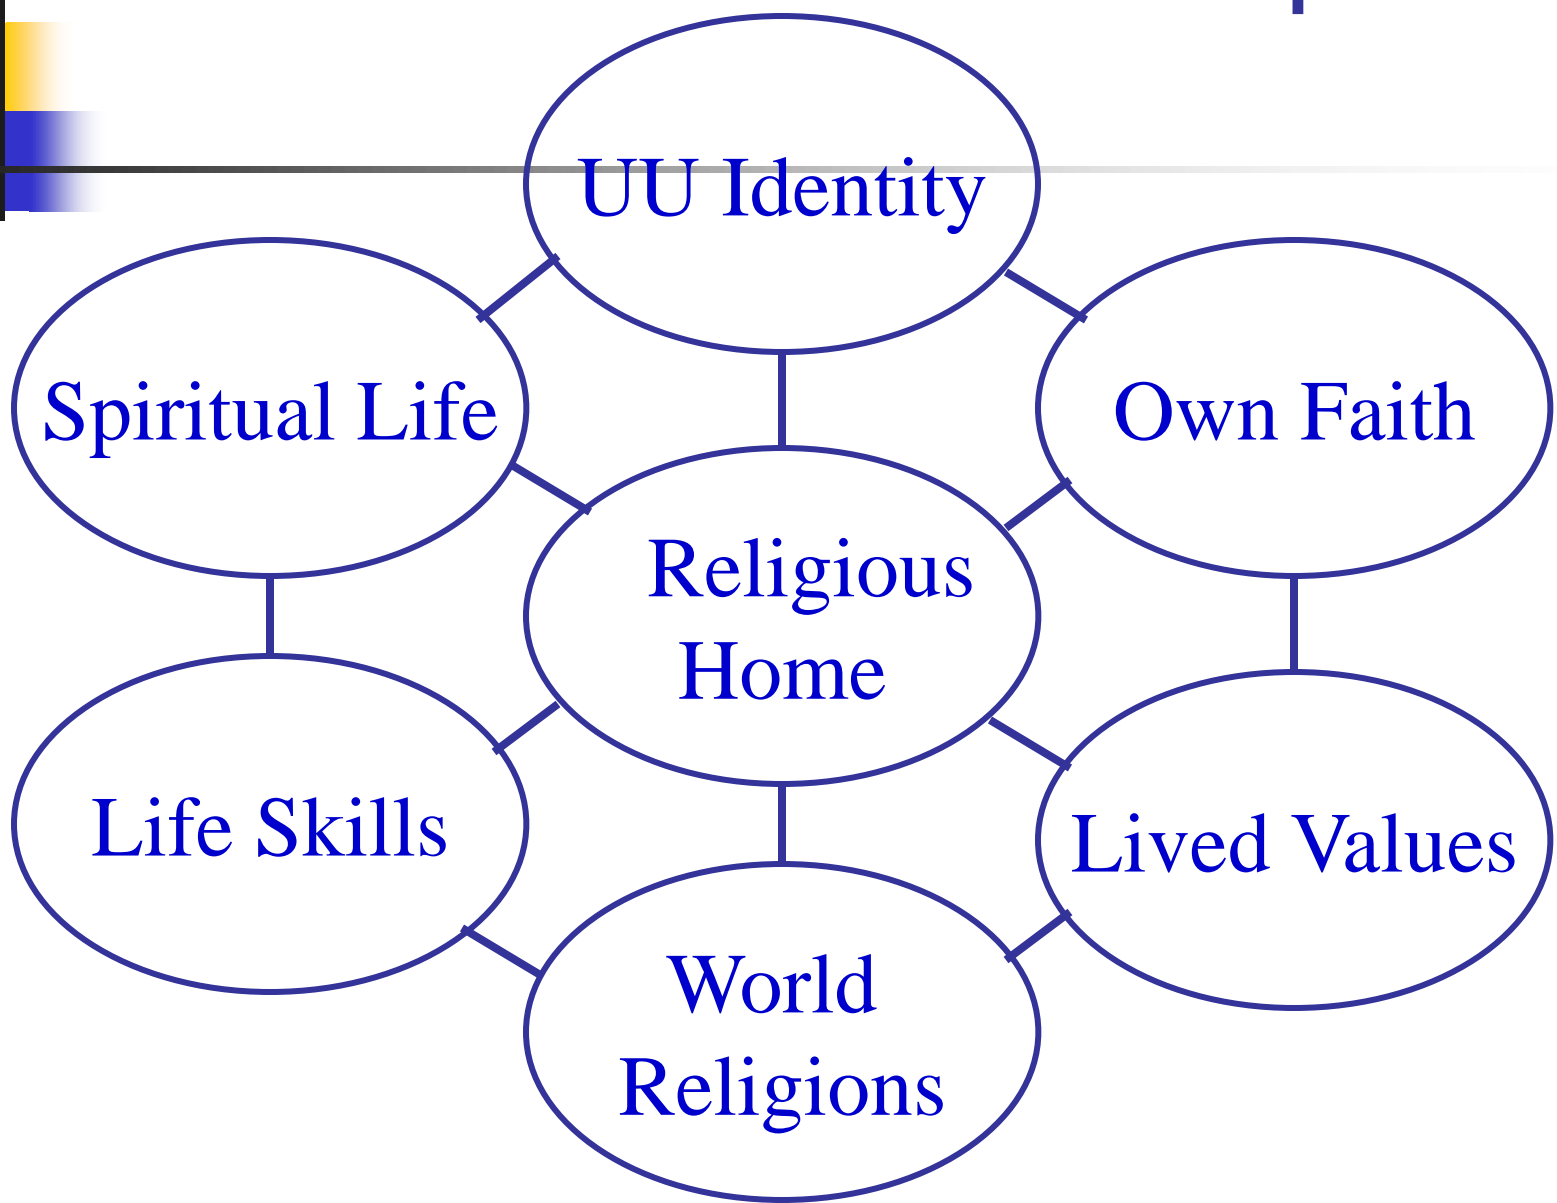 UU Identity
Spiritual Life
Own Faith
Religious
Home
Life Skills
Lived Values
World
Religions